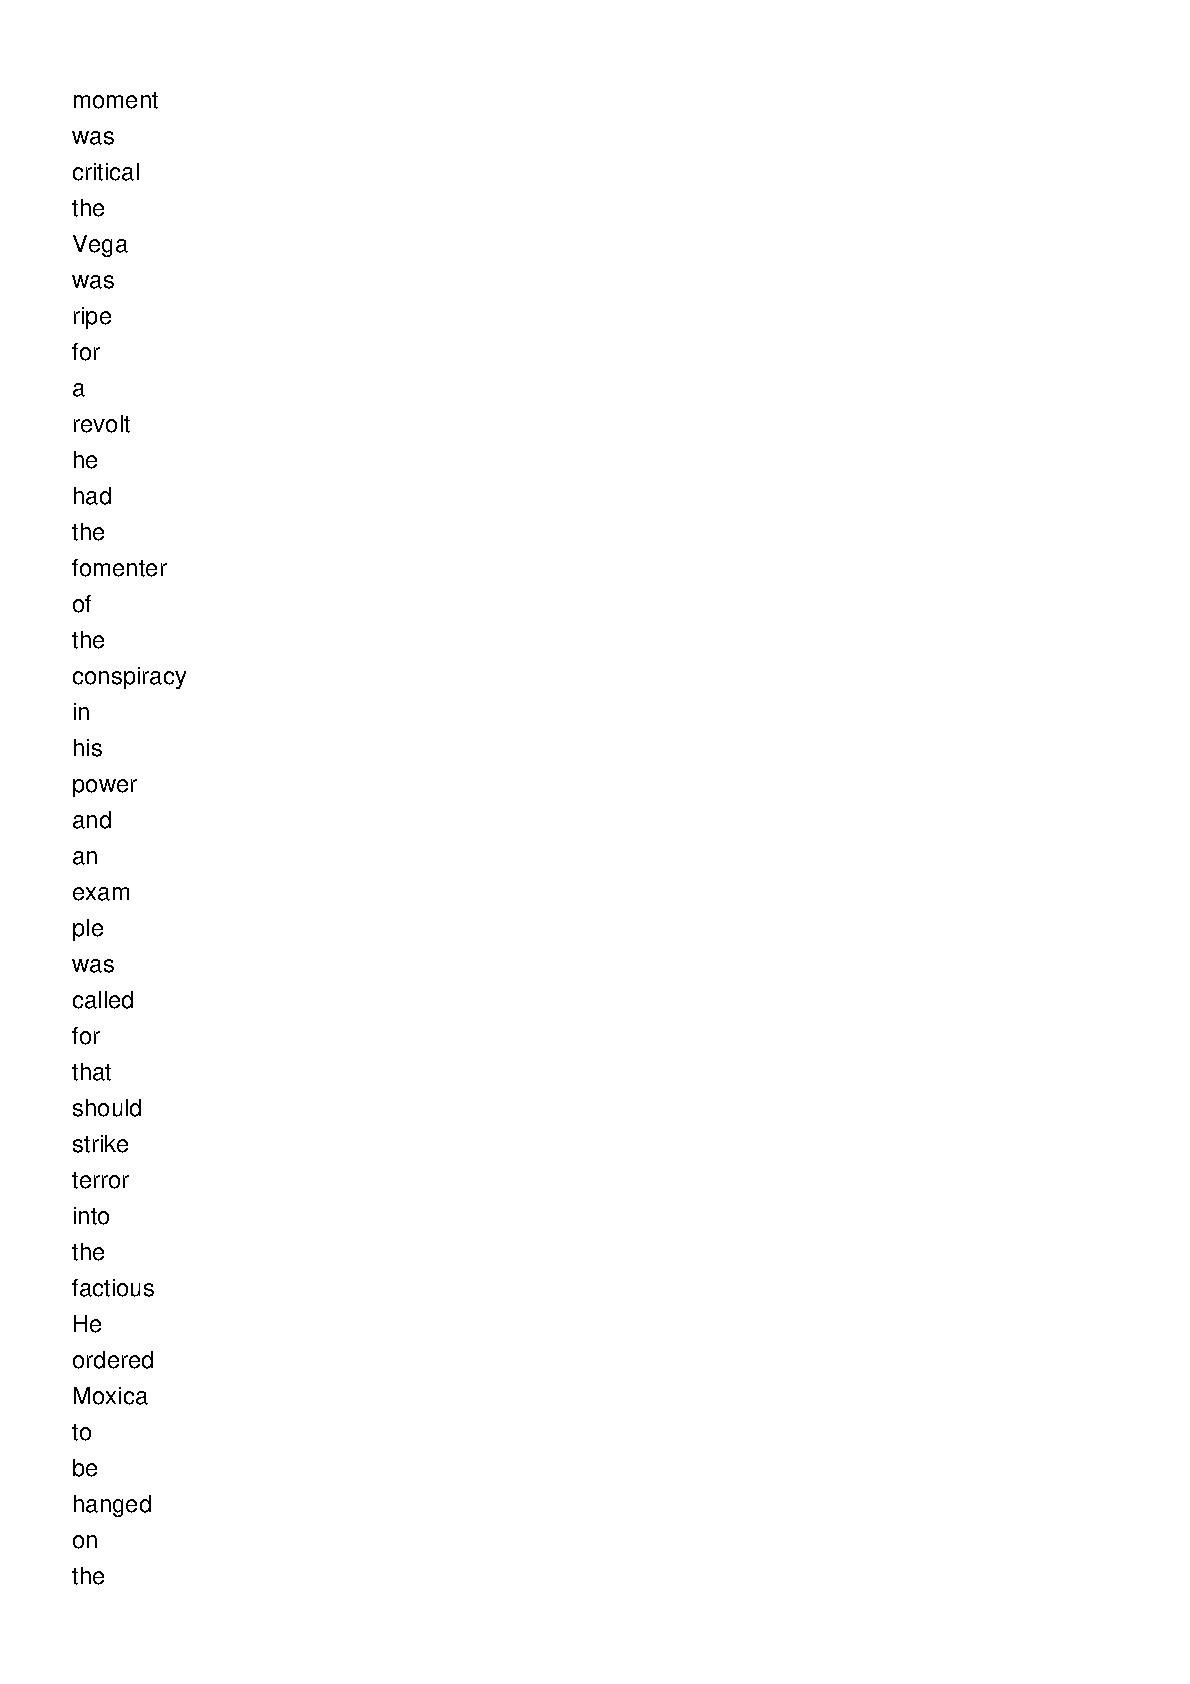 moment
was
critical
the
Vega
was
ripe
for
a
revolt
he
had
the
fomenter
of
the
conspiracy
in
his
power
and
an
exam
ple
was
called
for
that
should
strike
terror
into
the
factious
He
ordered
Moxica
to
be
hanged
on
the